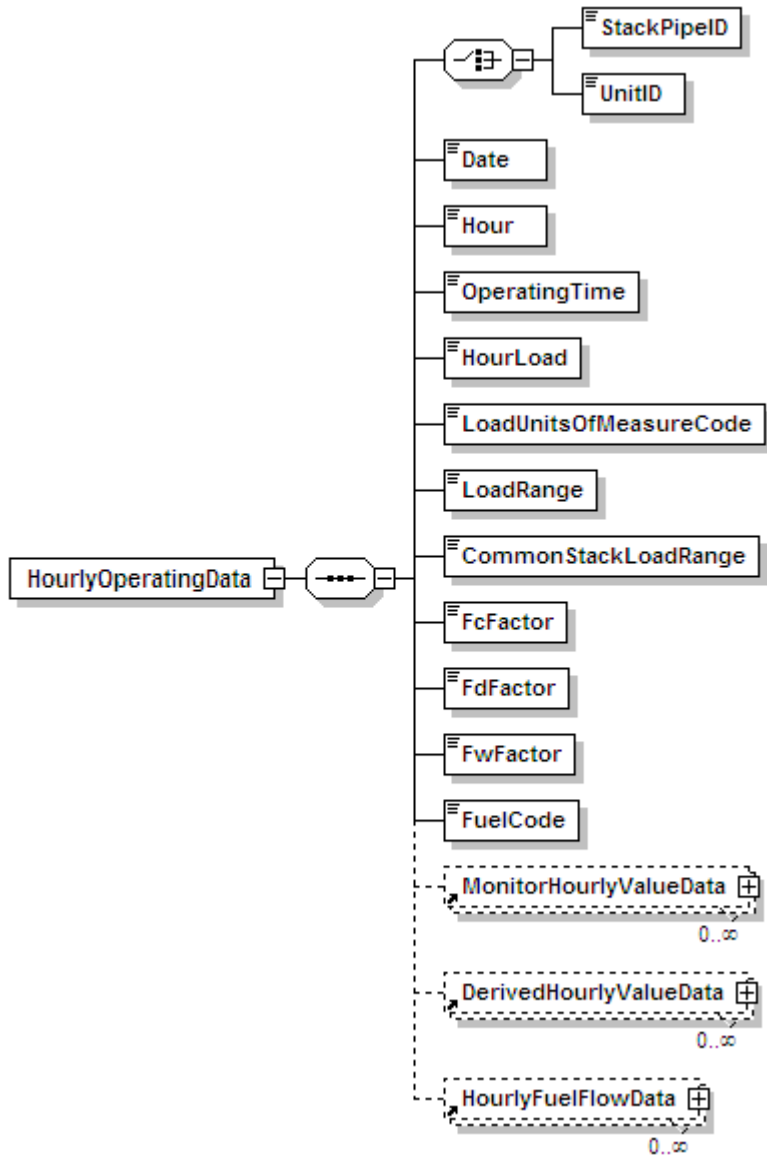 StackPipeID
UnitID
Date
Hour
OperatingTime
HourLoad
LoadUnitsOfMeasureCode
LoadRange
CommonStackLoadRange
HourlyOperatingData
FcFactor
FdFactor
FwFactor
FuelCode
MonitorHourlyValueData
0..∞
DerivedHourlyValueData
0..∞
HourlyFuelFlowData
0..∞